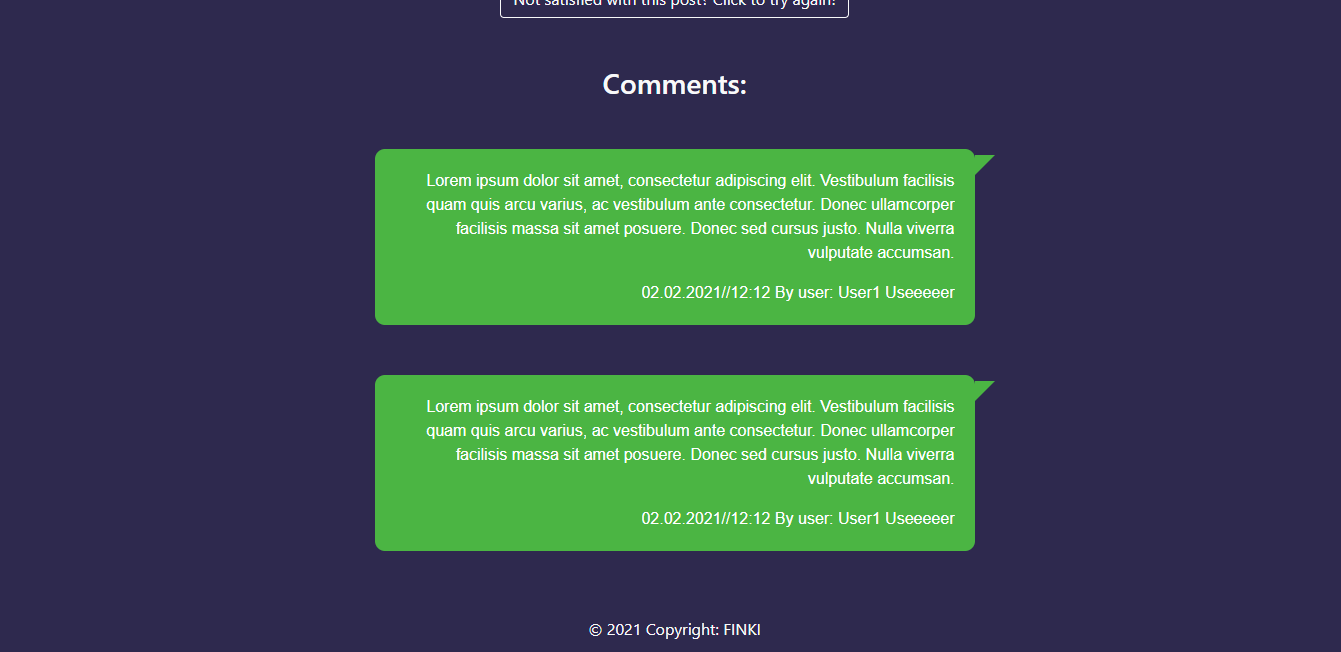 Not satisfied with this post? Click to try again!
Comments:
Lorem ipsum dolor sit amet, consectetur adipiscing elit. Vestibulum facilisis
quam quis arcu varius, ac vestibulum ante consectetur. Donec ullamcorper
facilisis massa sit amet posuere. Donec sed cursus justo. Nulla viverra
vulputate accumsan.
02.02.2021//12:12 By user: User1 Useeeeer
Lorem ipsum dolor sit amet, consectetur adipiscing elit. Vestibulum facilisis
quam quis arcu varius, ac vestibulum ante consectetur. Donec ullamcorper
facilisis massa sit amet posuere. Donec sed cursus justo. Nulla viverra
vulputate accumsan.
02.02.2021//12:12 By user: User1 Useeeeer
© 2021 Copyright: FINKI